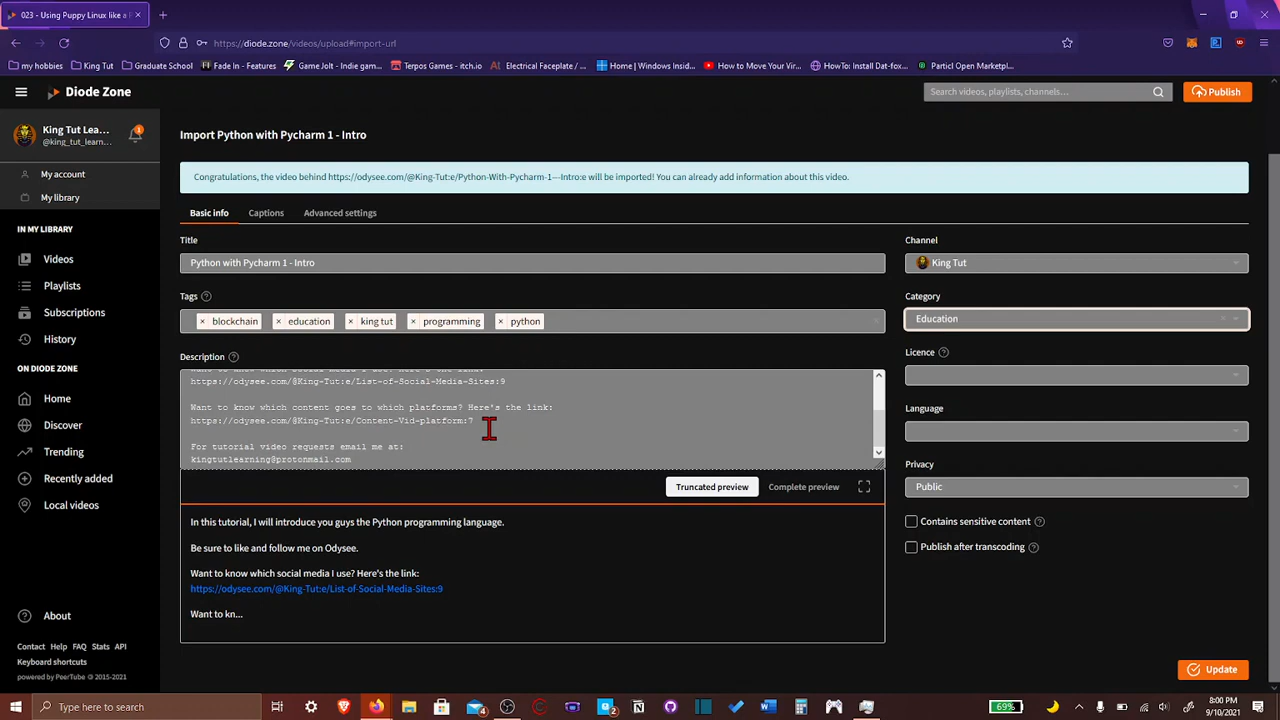 023 - Using Puppy Linux like a P
https://diode.zone/videos/upload#import-url
my hobbies
King Tut
Graduate School
Fade In - Features
Game Jolt - Indie gam...
Terpos Games - itch.io
Electrical Faceplate / ...
Home | Windows Insid...
How to Move Your Vir...
HowTo: Install Dat-fox...
Particl Open Marketpl...
Diode Zone
Search videos, playlists, channels...
Publish
King Tut Lea...
@king_tut_learn...
1
My account
My library
IN MY LIBRARY
Videos
Playlists
Subscriptions
History
ON DIODE.ZONE
Home
Discover
Trending
Recently added
Local videos
About
Contact Help FAQ Stats API
Keyboard shortcuts
Powered by PeerTube © 2015-2021
Import Python with Pycharm 1 - Intro
Congratulations, the video behind https://odysee.com/@King-Tut:e/Python-With-Pycharm-1---Intro:e will be imported! You can already add information about this video.
Basic info
Captions
Advanced settings
Title
Python with Pycharm 1 - Intro
Tags ?
× blockchain
× education
× king tut
× programming
× python
Description ?
Want to know which social media I use? Here's the link:
https://odysee.com/@King-Tut:e/List-of-Social-Media-Sites:9
Want to know which content goes to which platforms? Here's the link:
https://odysee.com/@King-Tut:e/Content-Vid-platform:7
For tutorial video requests email me at:
kingtutlearning@protonmail.com
Truncated preview
Complete preview
In this tutorial, I will introduce you guys the Python programming language.
Be sure to like and follow me on Odysee.
Want to know which social media I use? Here's the link:
https://odysee.com/@King-Tut:e/List-of-Social-Media-Sites:9
Want to kn...
Channel
King Tut
Category
Education
Licence ?
Language
Privacy
Public
Contains sensitive content ?
Publish after transcoding ?
Update
Type here to search
4
2
69%
8:00 PM
9/10/2021